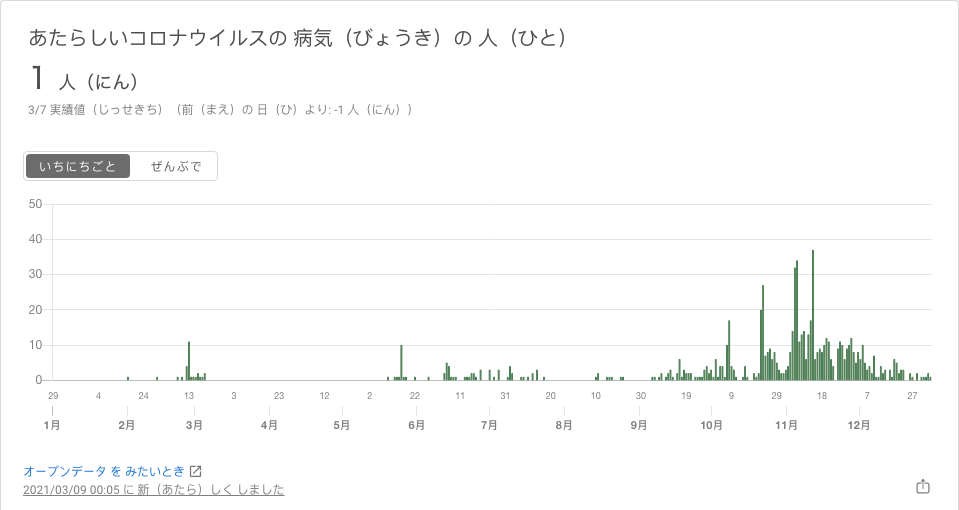 あたらしいコロナウイルスの 病気（びょうき）の 人（ひと）
1 人（にん）
3/7 実績値（じっせきち）（前（まえ）の 日（ひ）より: -1 人（にん））
いちにちごと ぜんぶで
50
40
30
20
10
0
29 4 24 13 3 23 12 2 22 11 31 20 10 30 19 9 29 18 7 27
1月 2月 3月 4月 5月 6月 7月 8月 9月 10月 11月 12月
オープンデータ を みたいとき
2021/03/09 00:05 に 新（あたら）しく しました